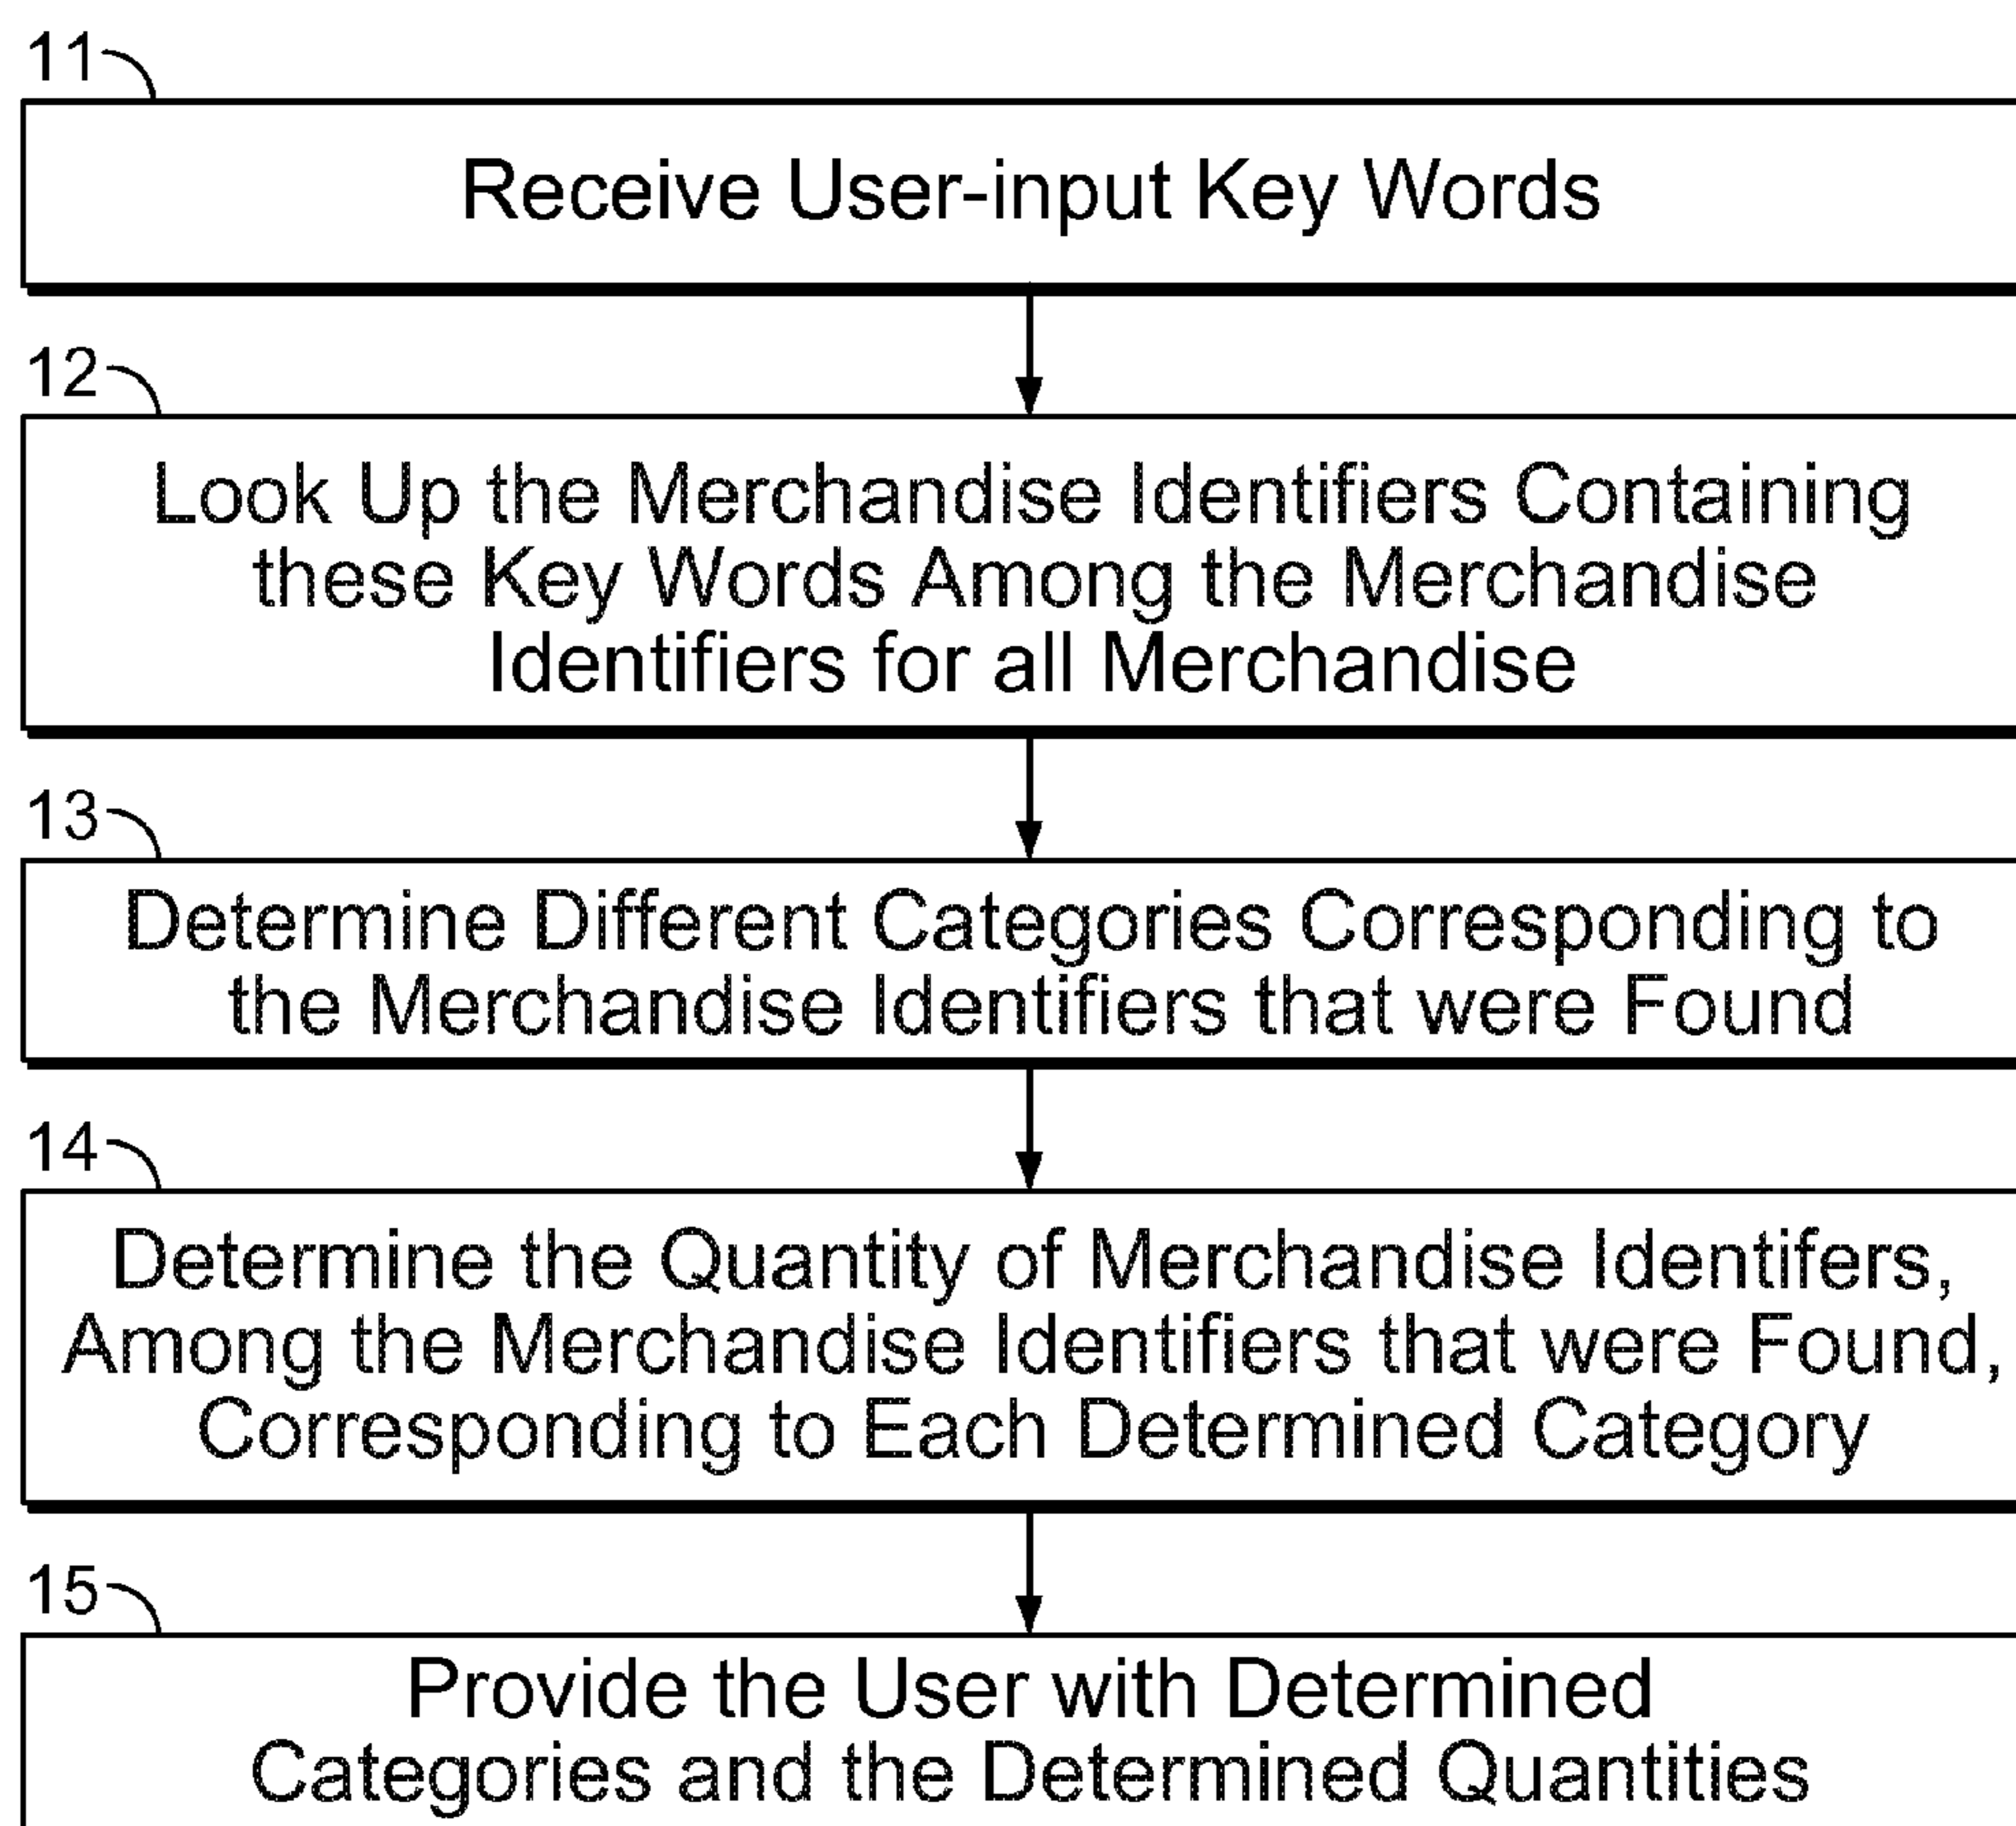 11
Receive User-input Key Words
12
Look Up the Merchandise Identifiers Containing
these Key Words Among the Merchandise
Identifiers for all Merchandise
13
Determine Different Categories Corresponding to
the Merchandise Identifiers that were Found
14
Determine the Quantity of Merchandise Identifers,
Among the Merchandise Identifiers that were Found,
Corresponding to Each Determined Category
15
Provide the User with Determined
Categories and the Determined Quantities